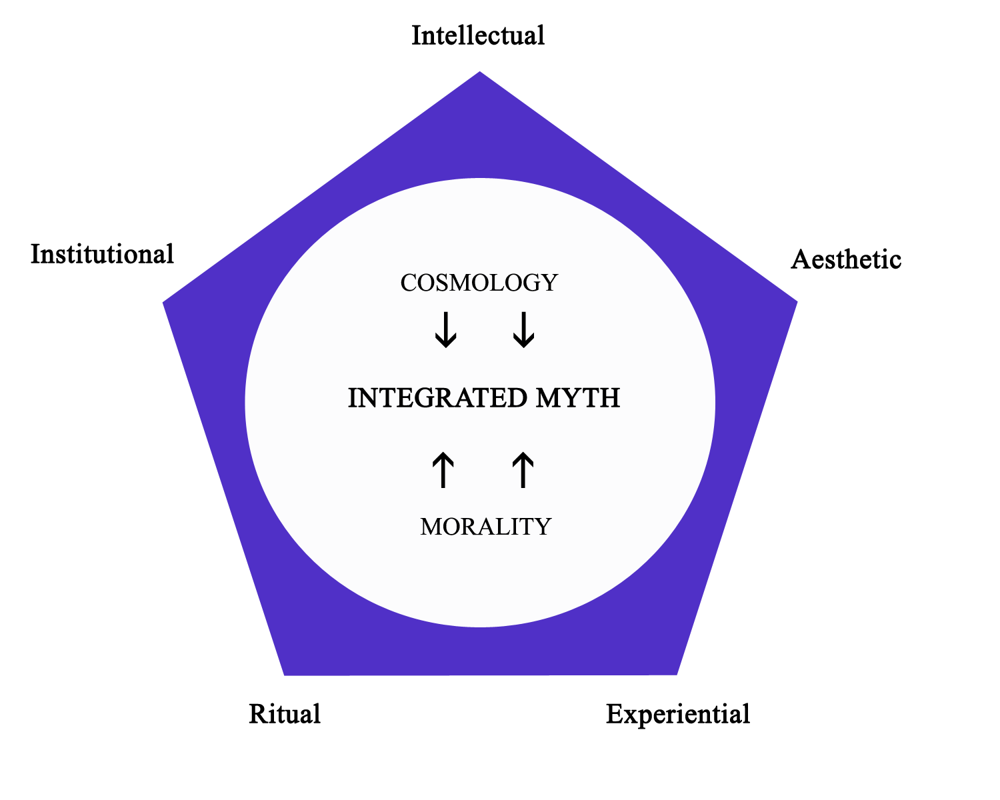 Intellectual
Institutional
Aesthetic
COSMOLOGY
INTEGRATED MYTH
MORALITY
Ritual
Experiential